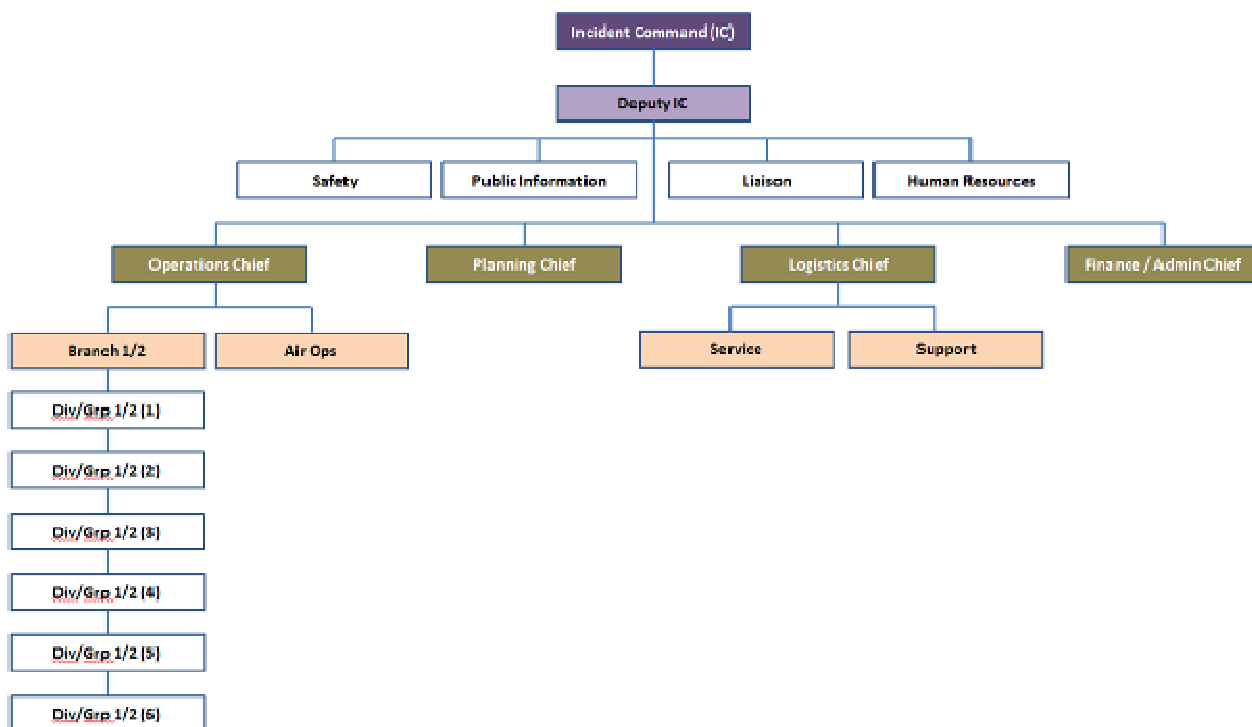 Incident Command (IC)
Deputy IC
Safety
Public Information
Liaison
Human Resources
Operations Chief
Planning Chief
Logistics Chief
Finance / Admin Chief
Branch 1/2
Air Ops
Service
Support
Div/Grp 1/2 (1)
Div/Grp 1/2 (2)
Div/Grp 1/2 (3)
Div/Grp 1/2 (4)
Div/Grp 1/2 (5)
Div/Grp 1/2 (6)